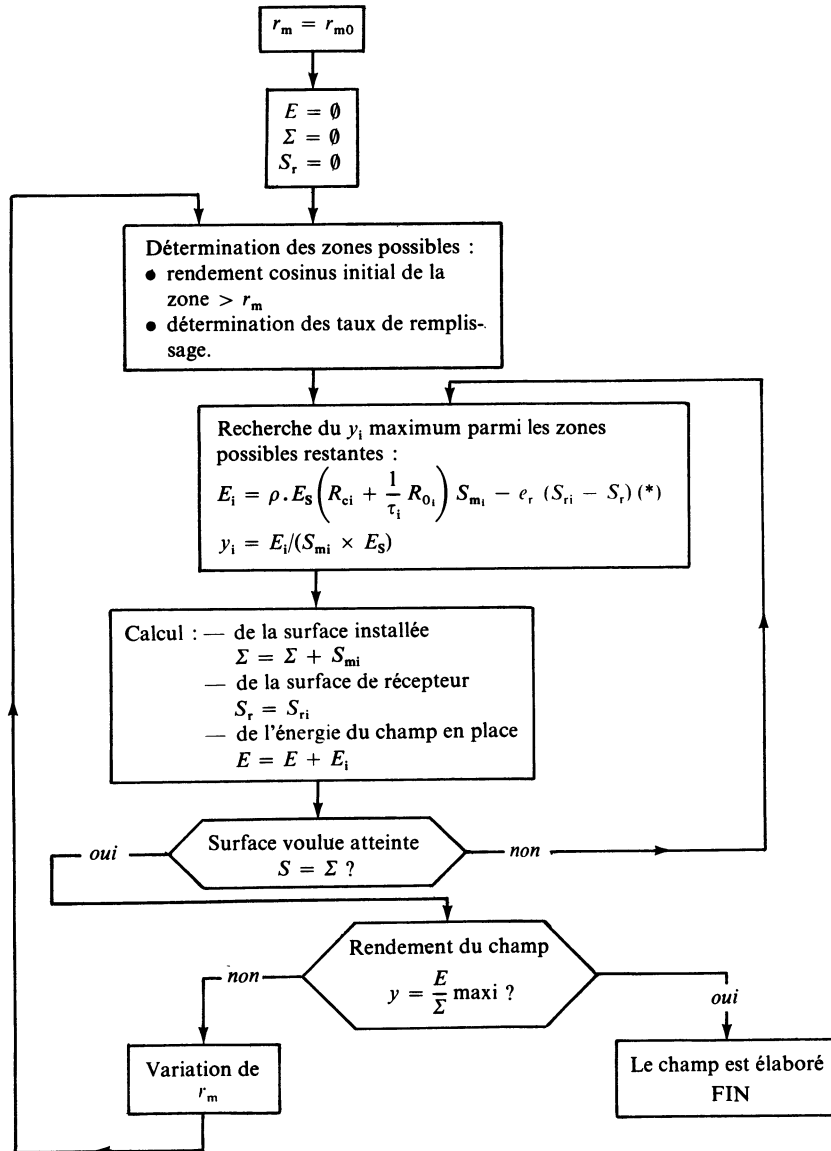 r_m = r_m0
E = ∅
Σ = ∅
S_r = ∅
Détermination des zones possibles :
• rendement cosinus initial de la
zone > r_m
• détermination des taux de remplis-
sage.
Recherche du y_i maximum parmi les zones
possibles restantes :
E_i = ρ.E_S(R_ci + 1/τ_i R_0i) S_mi − e_r (S_ri − S_r) (*)
y_i = E_i/(S_mi × E_S)
Calcul : — de la surface installée
Σ = Σ + S_mi
— de la surface de récepteur
S_r = S_ri
— de l'énergie du champ en place
E = E + E_i
oui
Surface voulue atteinte
S = Σ ?
non
Rendement du champ
y = E/Σ maxi ?
non
oui
Variation de
r_m
Le champ est élaboré
FIN